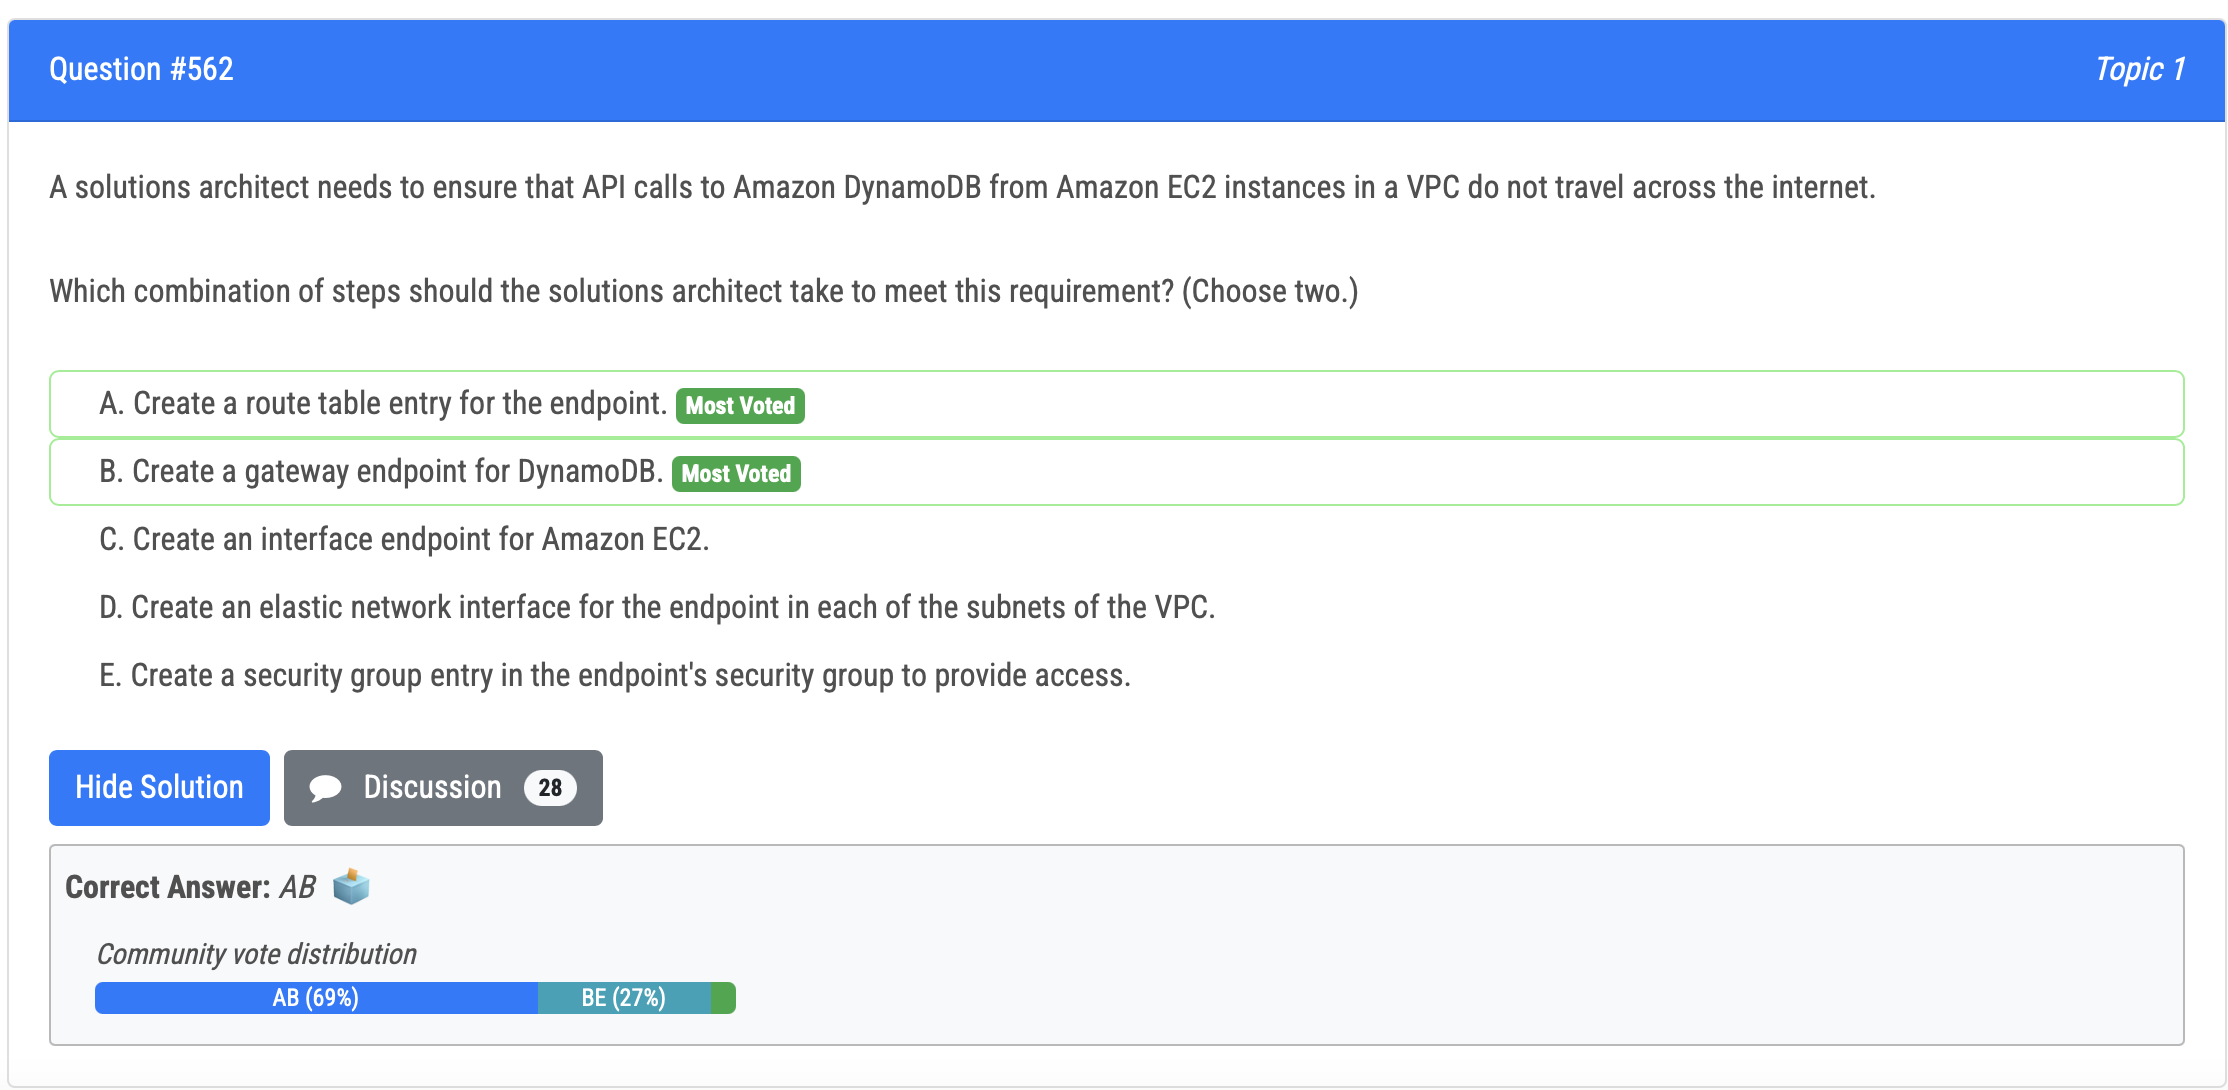 Question #562
Topic 1
A solutions architect needs to ensure that API calls to Amazon DynamoDB from Amazon EC2 instances in a VPC do not travel across the internet.
Which combination of steps should the solutions architect take to meet this requirement? (Choose two.)
A. Create a route table entry for the endpoint. Most Voted
B. Create a gateway endpoint for DynamoDB. Most Voted
C. Create an interface endpoint for Amazon EC2.
D. Create an elastic network interface for the endpoint in each of the subnets of the VPC.
E. Create a security group entry in the endpoint's security group to provide access.
Hide Solution Discussion 28
Correct Answer: AB
Community vote distribution
AB (69%) BE (27%)